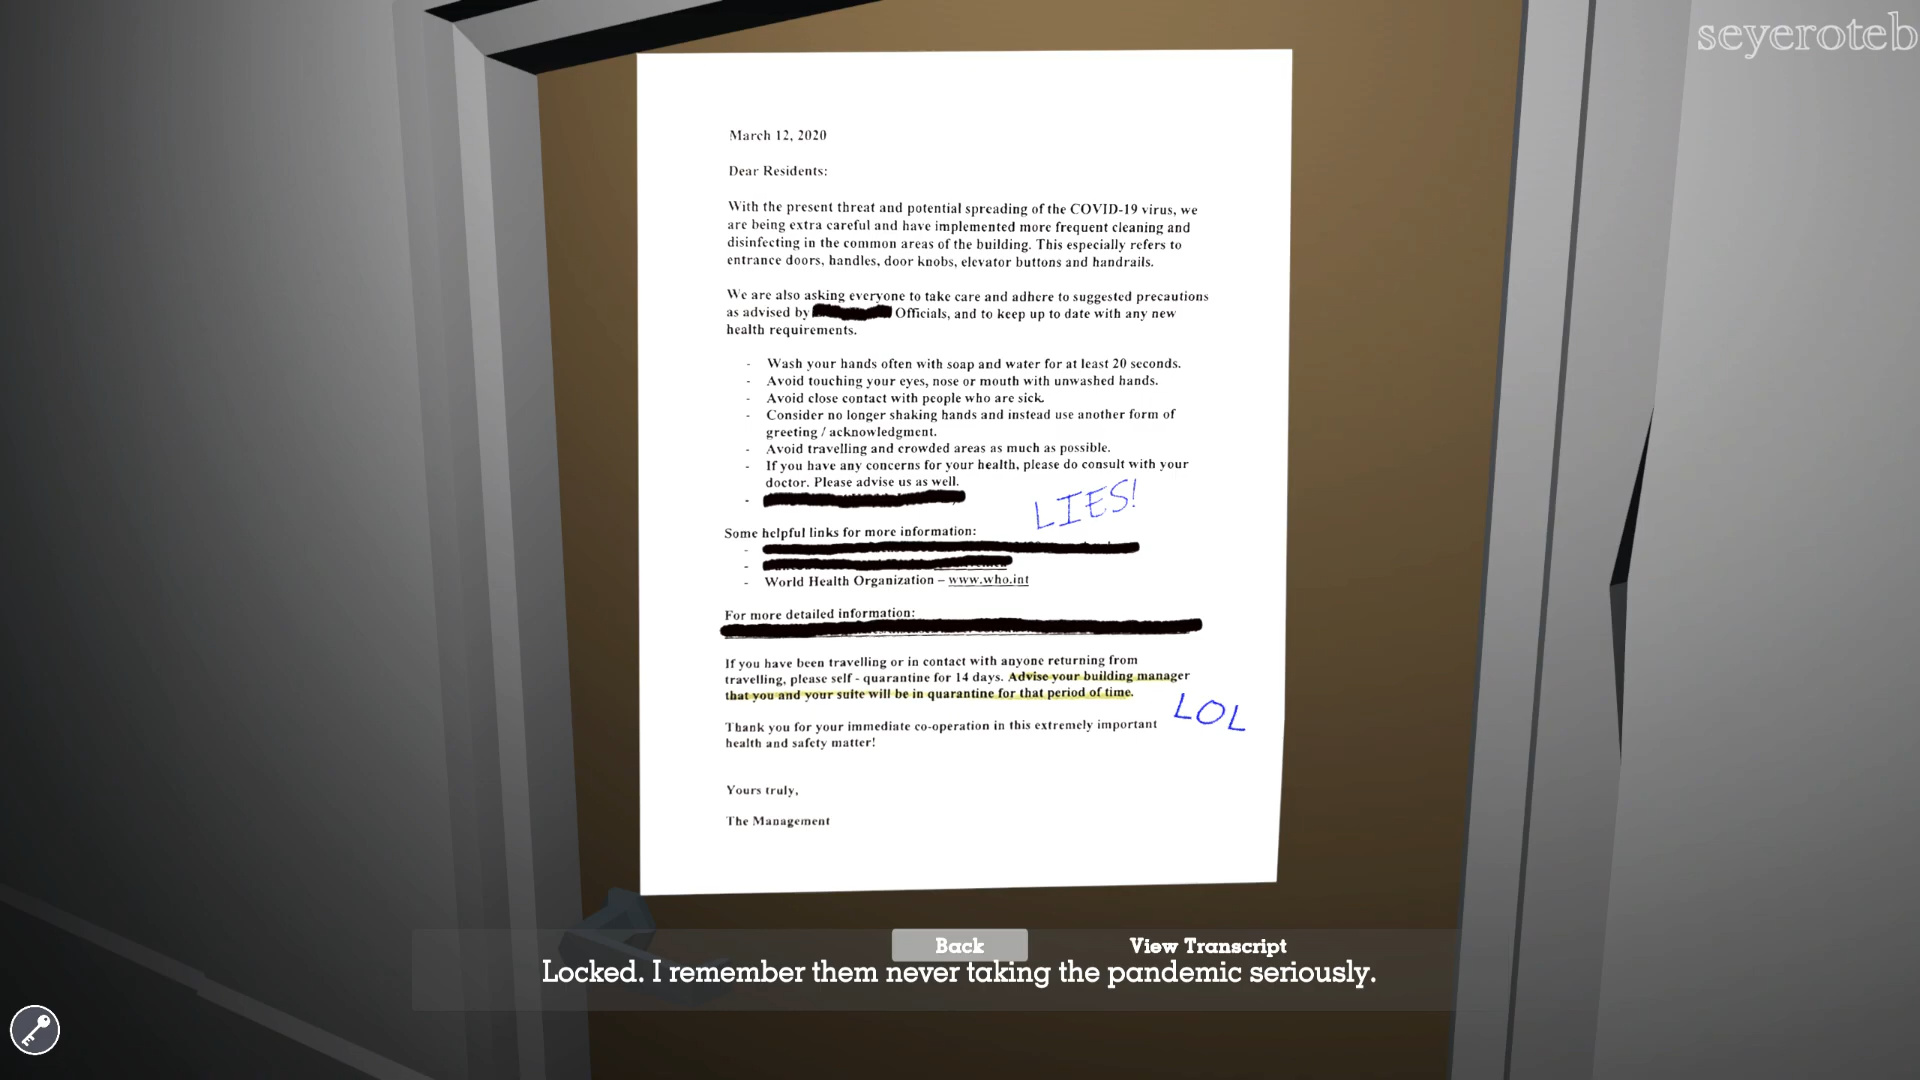 seyeroteb
March 12, 2020
Dear Residents:
With the present threat and potential spreading of the COVID-19 virus, we
are being extra careful and have implemented more frequent cleaning and
disinfecting in the common areas of the building. This especially refers to
entrance doors, handles, door knobs, elevator buttons and handrails.
We are also asking everyone to take care and adhere to suggested precautions
as advised by Officials, and to keep up to date with any new
health requirements.
- Wash your hands often with soap and water for at least 20 seconds.
- Avoid touching your eyes, nose or mouth with unwashed hands.
- Avoid close contact with people who are sick.
- Consider no longer shaking hands and instead use another form of
greeting / acknowledgment.
- Avoid travelling and crowded areas as much as possible.
- If you have any concerns for your health, please do consult with your
doctor. Please advise us as well.
-
LIES!
Some helpful links for more information:
-
-
- World Health Organization – www.who.int
For more detailed information:
If you have been travelling or in contact with anyone returning from
travelling, please self - quarantine for 14 days. Advise your building manager
that you and your suite will be in quarantine for that period of time.
LOL
Thank you for your immediate co-operation in this extremely important
health and safety matter!
Yours truly,
The Management
Back View Transcript
Locked. I remember them never taking the pandemic seriously.